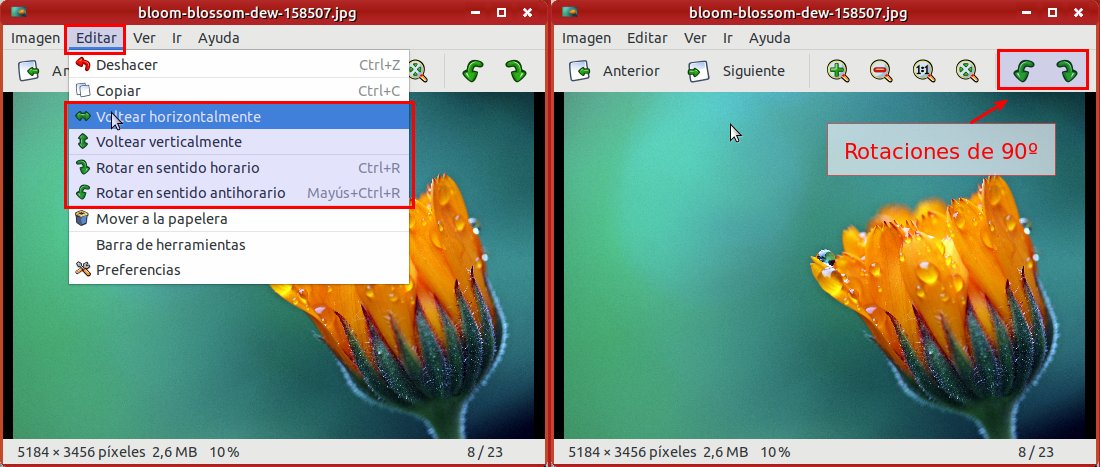 bloom-blossom-dew-158507.jpg
Imagen Editar Ver Ir Ayuda
An
Deshacer Ctrl+Z
Copiar Ctrl+C
Voltear horizontalmente
Voltear verticalmente
Rotar en sentido horario Ctrl+R
Rotar en sentido antihorario Mayús+Ctrl+R
Mover a la papelera
Barra de herramientas
Preferencias
5184 × 3456 píxeles 2,6 MB 10 % 8 / 23
bloom-blossom-dew-158507.jpg
Imagen Editar Ver Ir Ayuda
Anterior Siguiente 1:1
Rotaciones de 90º
5184 × 3456 píxeles 2,6 MB 10 % 8 / 23